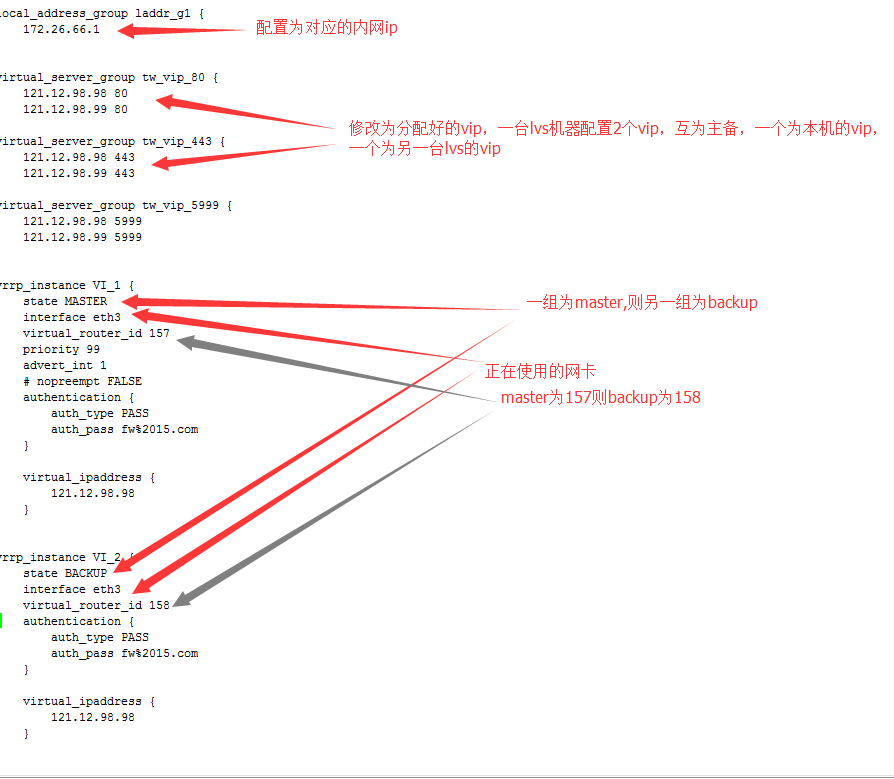 ocal_address_group laddr_g1 {
172.26.66.1
配置为对应的内网ip
irtual_server_group tw_vip_80 {
121.12.98.98 80
121.12.98.99 80
修改为分配好的vip，一台lvs机器配置2个vip，互为主备，一个为本机的vip，
一个为另一台lvs的vip
irtual_server_group tw_vip_443 {
121.12.98.98 443
121.12.98.99 443
irtual_server_group tw_vip_5999 {
121.12.98.98 5999
121.12.98.99 5999
rrp_instance VI_1 {
state MASTER
一组为master,则另一组为backup
interface eth3
virtual_router_id 157
priority 99
advert_int 1
正在使用的网卡
# nopreempt FALSE
authentication {
master为157则backup为158
auth_type PASS
auth_pass fw%2015.com
}
virtual_ipaddress {
121.12.98.98
}
rrp_instance VI_2 {
state BACKUP
interface eth3
virtual_router_id 158
authentication {
auth_type PASS
auth_pass fw%2015.com
}
virtual_ipaddress {
121.12.98.98
}